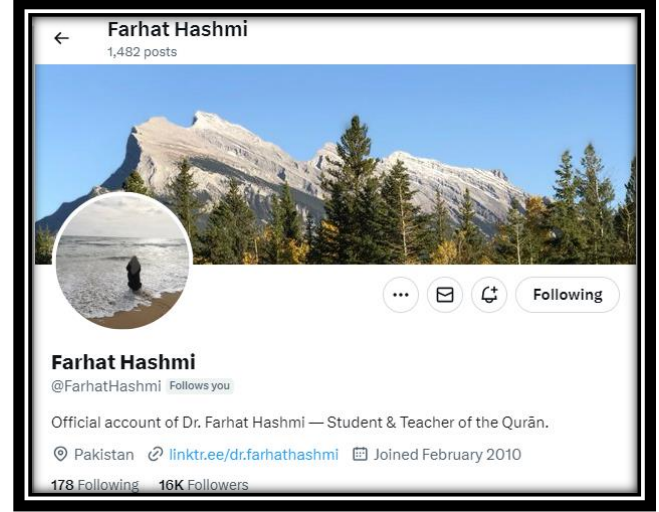 Farhat Hashmi
1,482 posts
Following
Farhat Hashmi
@FarhatHashmi Follows you
Official account of Dr. Farhat Hashmi — Student & Teacher of the Qurān.
Pakistan linktr.ee/dr.farhathashmi Joined February 2010
178 Following 16K Followers